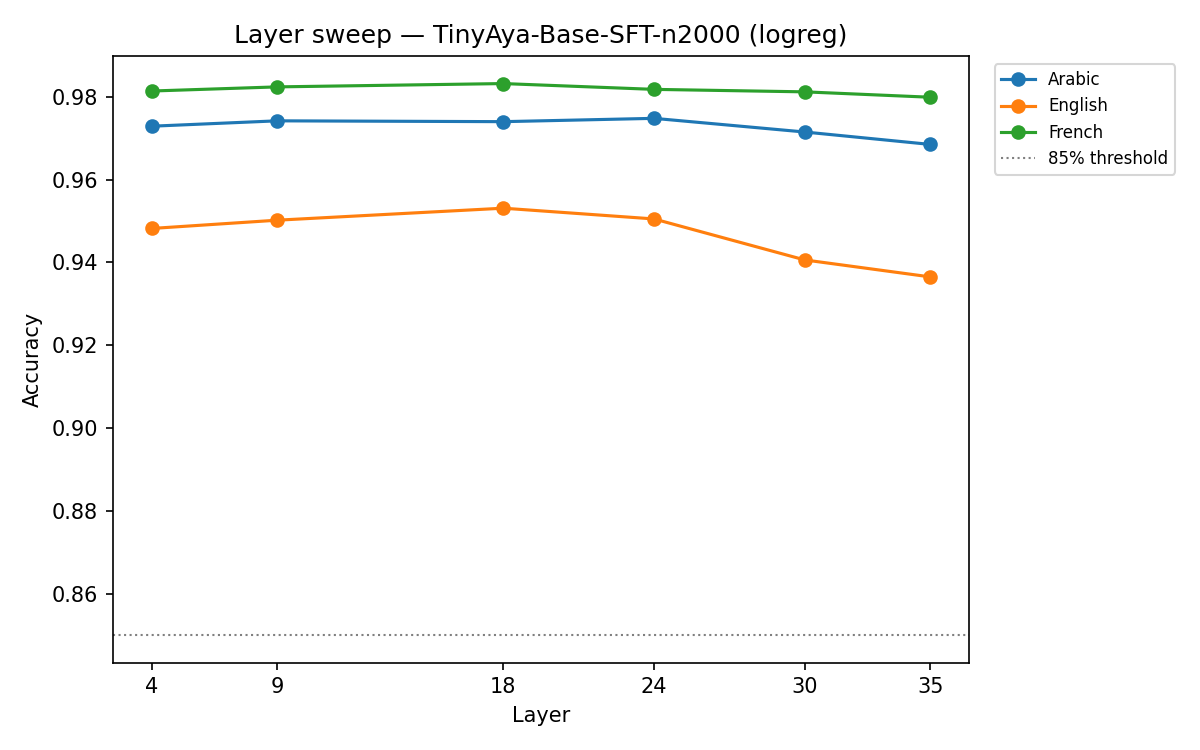 Layer sweep — TinyAya-Base-SFT-n2000 (logreg)
Arabic
English
French
85% threshold
Accuracy
0.98
0.96
0.94
0.92
0.90
0.88
0.86
4 9 18 24 30 35
Layer